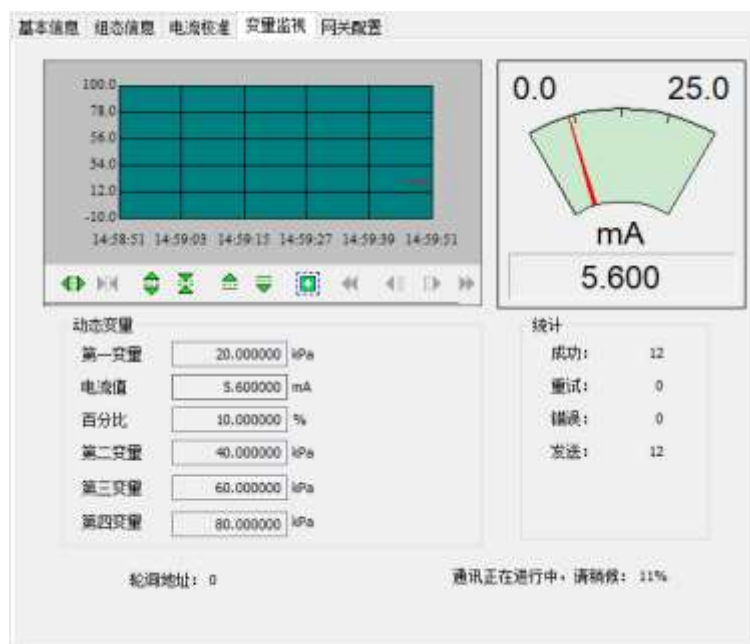 基本信息 组态信息 电流校准 变量监视 网关配置
100.0
78.0
56.0
34.0
12.0
-10.0
14:58:51 14:59:03 14:59:15 14:59:27 14:59:39 14:59:51
0.0 25.0
mA
5.600
动态变量
第一变量 20.000000 kPa
电流值 5.600000 mA
百分比 10.000000 %
第二变量 40.000000 kPa
第三变量 60.000000 kPa
第四变量 80.000000 kPa
统计
成功: 12
重试: 0
错误: 0
发送: 12
轮询地址: 0
通讯正在进行中，请稍候: 11%